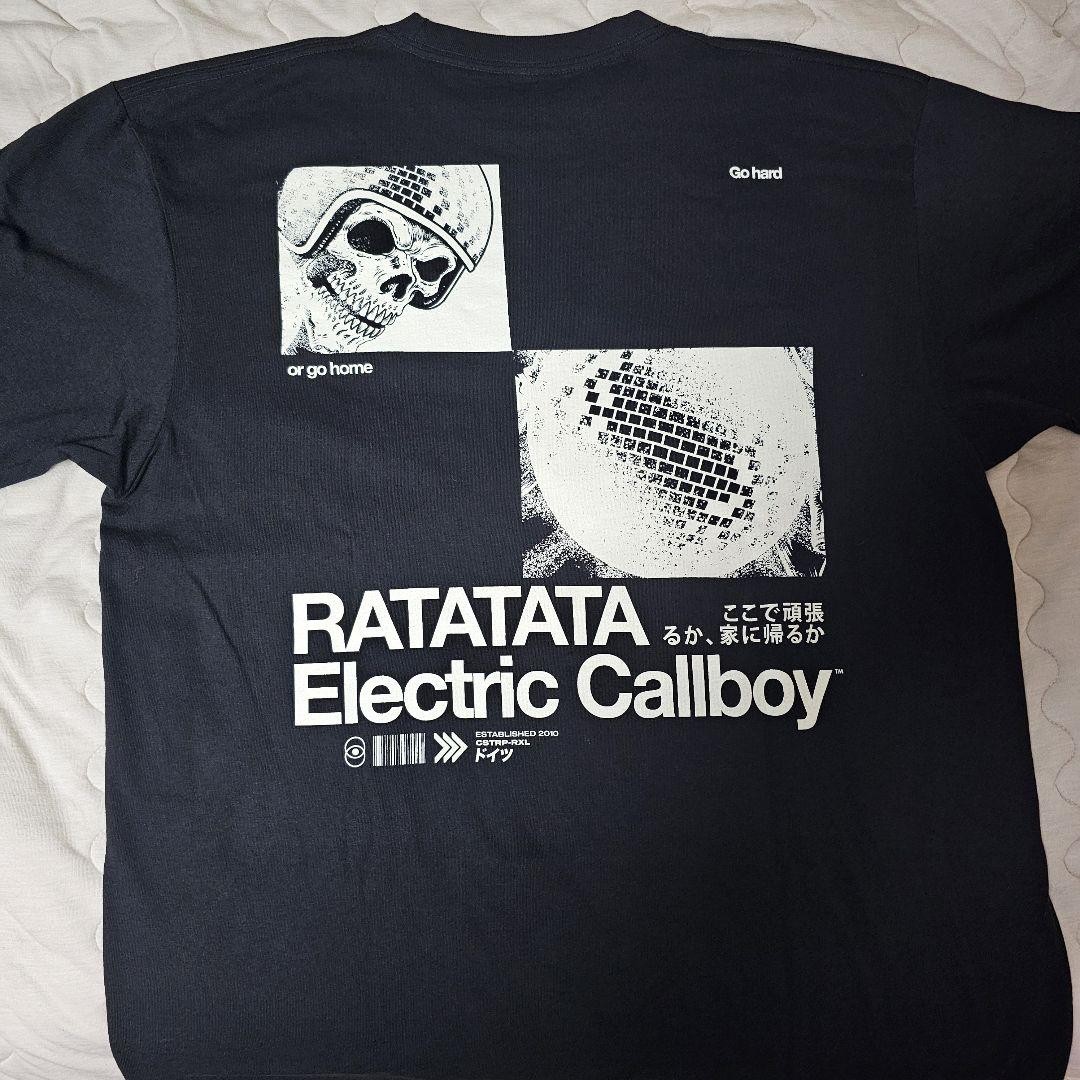 Go hard
or go home
RATATATA
ここで頑張
るか、家に帰るか
Electric Callboy™
ESTABLISHED 2010
CSTRP-RXL
ドイツ